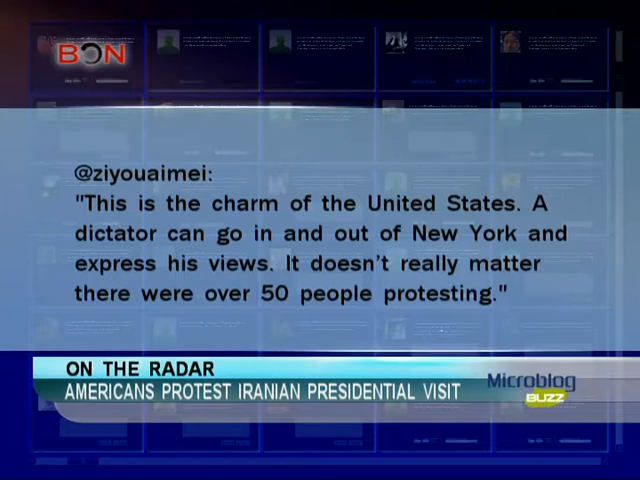 BON
@ziyouaimei:
"This is the charm of the United States. A
dictator can go in and out of New York and
express his views. It doesn't really matter
there were over 50 people protesting."
ON THE RADAR
AMERICANS PROTEST IRANIAN PRESIDENTIAL VISIT
Microblog
BUZZ